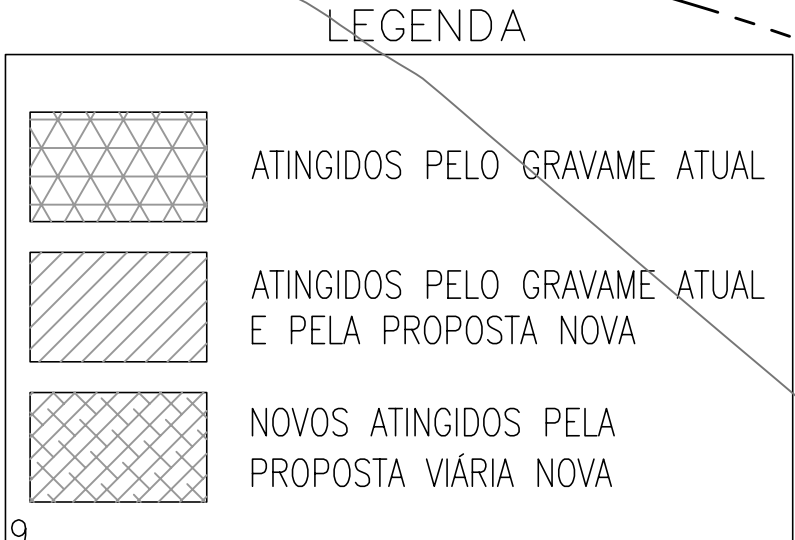 LEGENDA
ATINGIDOS PELO GRAVAME ATUAL
ATINGIDOS PELO GRAVAME ATUAL
E PELA PROPOSTA NOVA
NOVOS ATINGIDOS PELA
PROPOSTA VIÁRIA NOVA
9